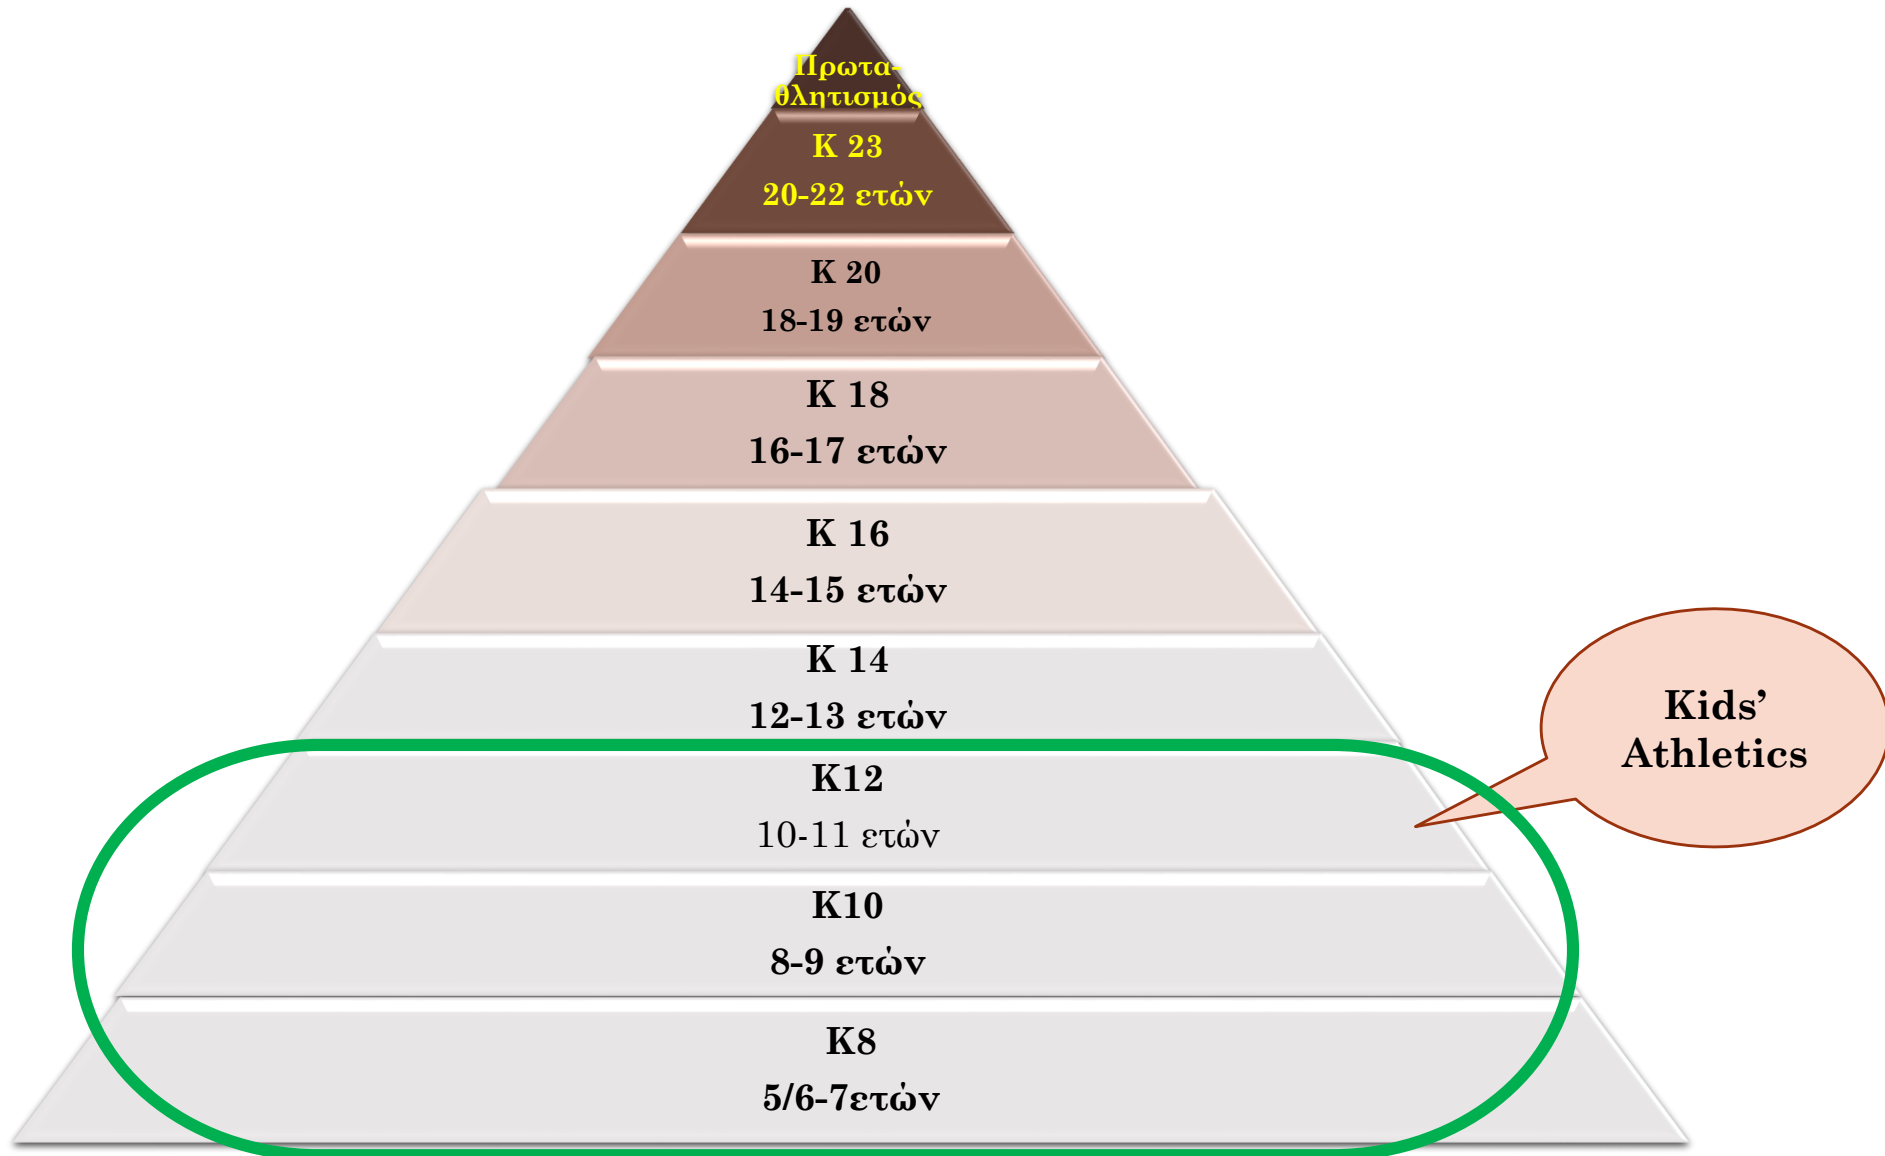 Πρωτα-
θλητισμός
Κ 23
20-22 ετών
Κ 20
18-19 ετών
Κ 18
16-17 ετών
Κ 16
14-15 ετών
Κ 14
12-13 ετών
Κ12
10-11 ετών
Κ10
8-9 ετών
Κ8
5/6-7ετών
Kids’
Athletics